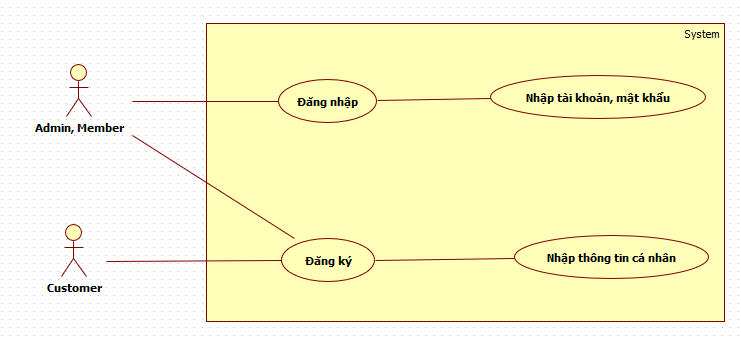 System
Đăng nhập
Nhập tài khoản, mật khẩu
Admin, Member
Đăng ký
Nhập thông tin cá nhân
Customer